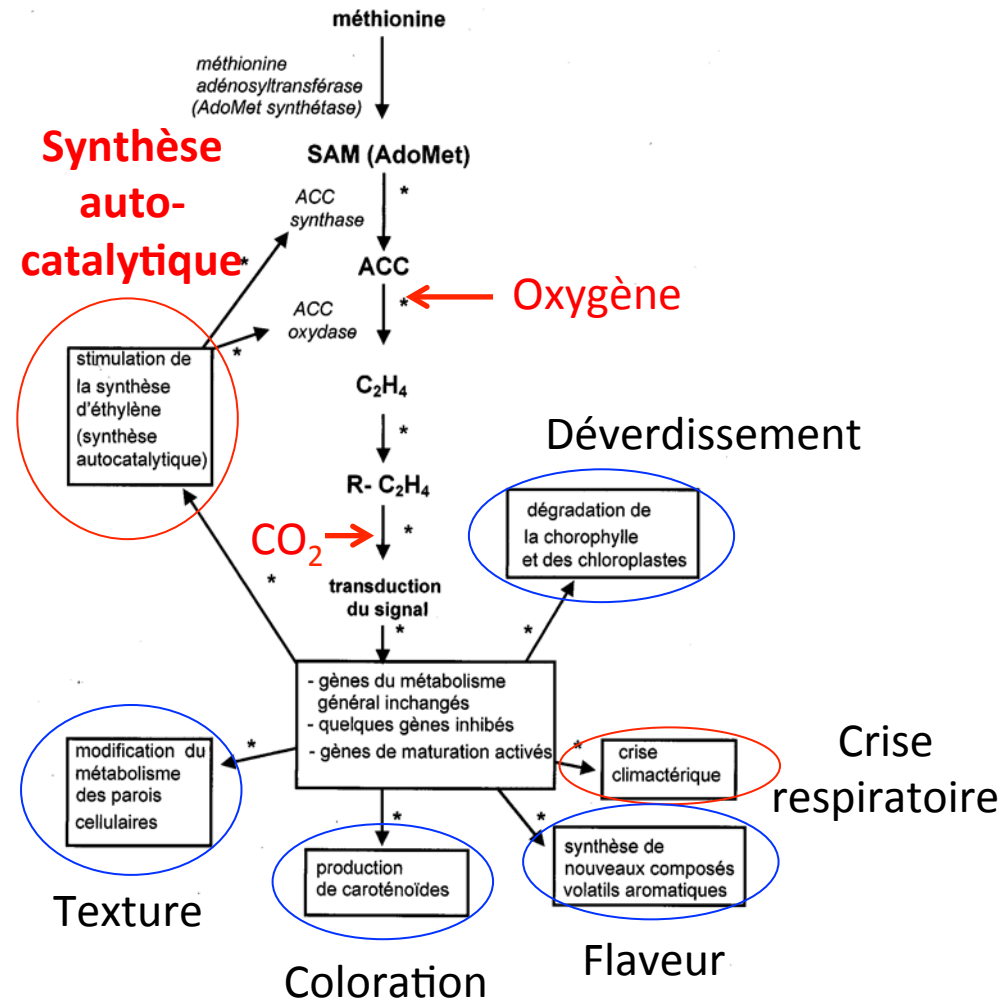 méthionine
méthionine
adénosyltransférase
(AdoMet synthétase)
Synthèse
auto-
catalytique
SAM (AdoMet)
*
ACC
synthase
*
ACC
*
Oxygène
ACC
oxydase
*
stimulation de
la synthèse
d'éthylène
(synthèse
autocatalytique)
C₂H₄
*
Déverdissement
R- C₂H₄
dégradation de
la chorophylle
et des chloroplastes
CO₂
*
*
transduction
du signal
*
*
- gènes du métabolisme
général inchangés
- quelques gènes inhibés
- gènes de maturation activés
modification du
métabolisme
des parois
cellulaires
*
*
crise
climactérique
Crise
respiratoire
*
*
production
de caroténoïdes
synthèse de
nouveaux composés
volatils aromatiques
Texture
Coloration
Flaveur